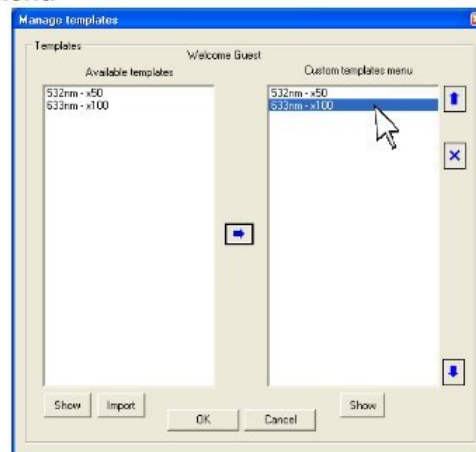 Manage templates
Templates
Welcome Guest
Available templates
Custom templates menu
532nm - x50
633nm - x100
532nm - x50
633nm - x100
Show
Import
Show
OK
Cancel